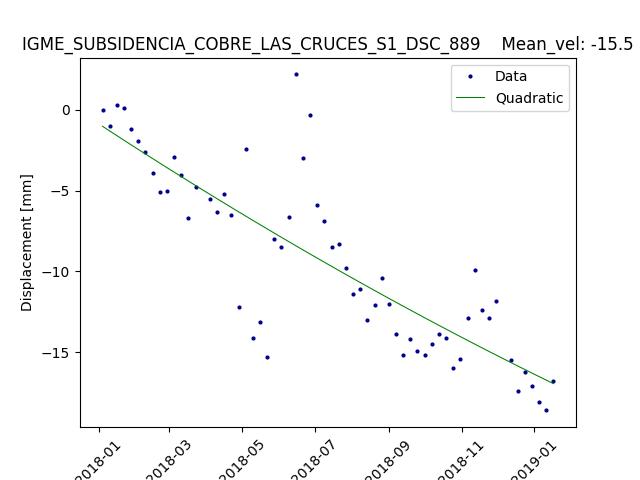 IGME_SUBSIDENCIA_COBRE_LAS_CRUCES_S1_DSC_889 Mean_vel: -15.5
Data
Quadratic
Displacement [mm]
0
−5
−10
−15
2018-01
2018-03
2018-05
2018-07
2018-09
2018-11
2019-01